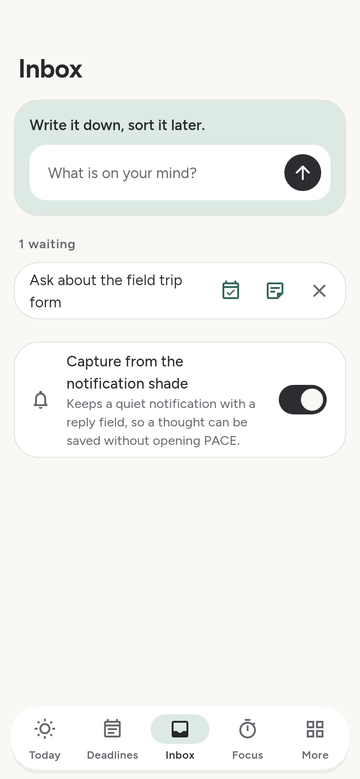 Inbox
Write it down, sort it later.
What is on your mind?
1 waiting
Ask about the field trip
form
Capture from the
notification shade
Keeps a quiet notification with a
reply field, so a thought can be
saved without opening PACE.
Today Deadlines Inbox Focus More